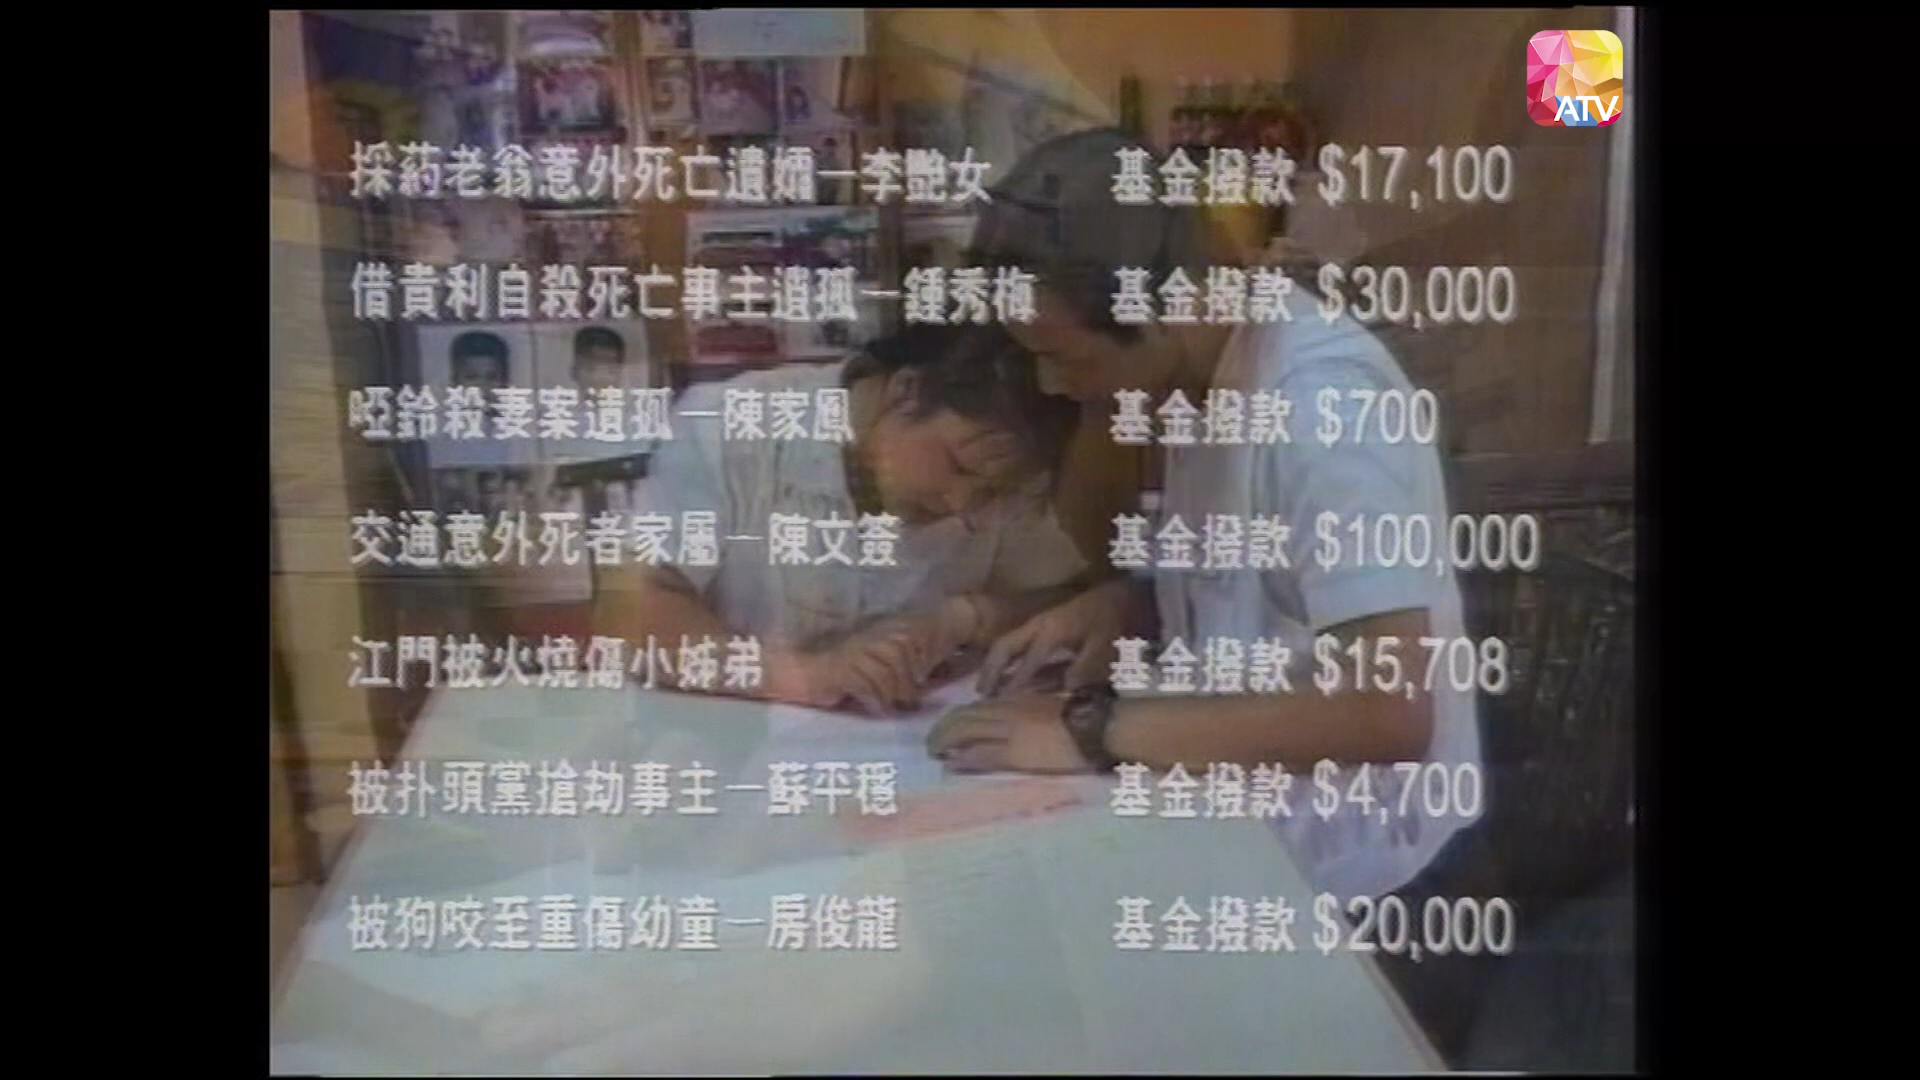 ATV
採葯老翁意外死亡遺孀—李艷女 基金撥款 $17,100
借貴利自殺死亡事主遺孤—鍾秀梅 基金撥款 $30,000
啞鈴殺妻案遺孤—陳家鳳 基金撥款 $700
交通意外死者家屬—陳文簽 基金撥款 $100,000
江門被火燒傷小姊弟 基金撥款 $15,708
被扑頭黨搶劫事主—蘇平穩 基金撥款 $4,700
被狗咬至重傷幼童—房俊龍 基金撥款 $20,000